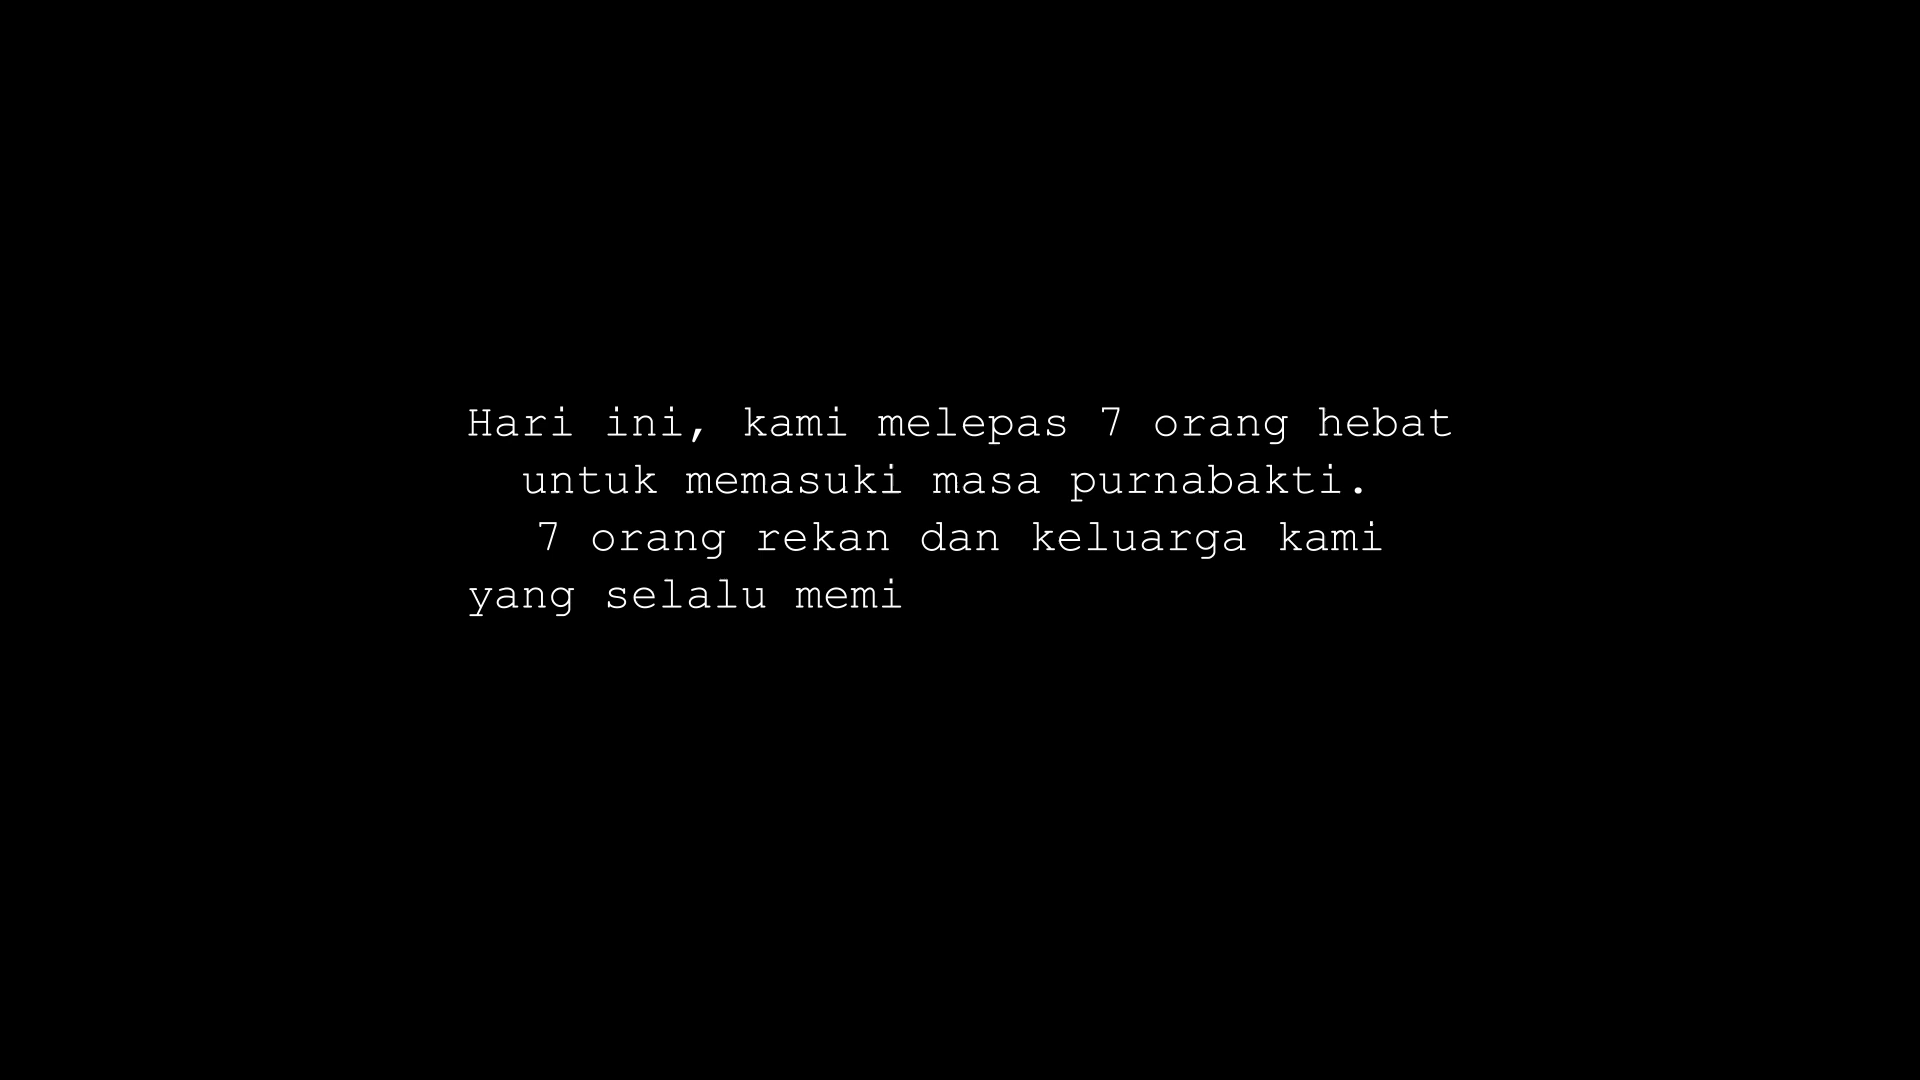 Hari ini, kami melepas 7 orang hebat
untuk memasuki masa purnabakti.
7 orang rekan dan keluarga kami
yang selalu memi